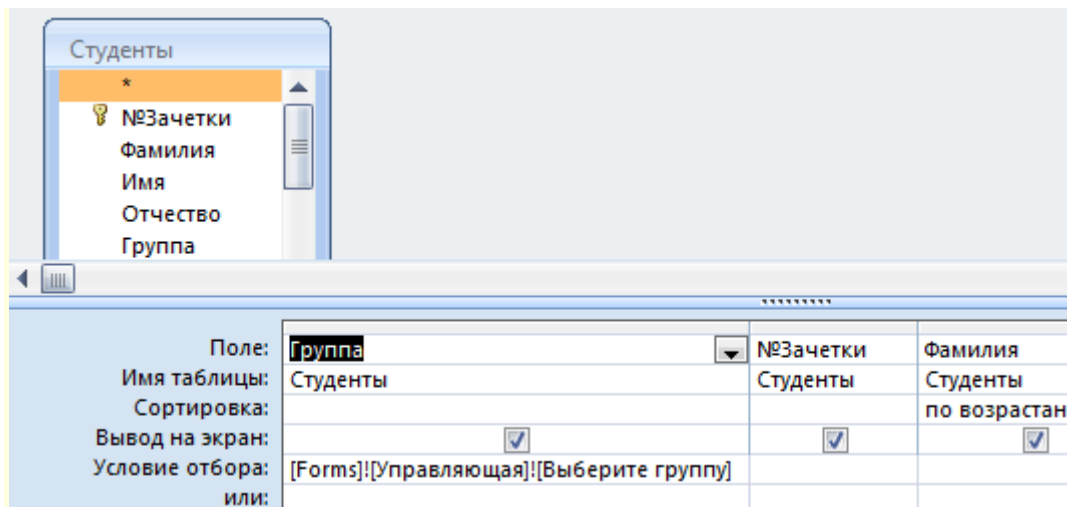 Студенты
*
№Зачетки
Фамилия
Имя
Отчество
Группа
Поле: Группа №Зачетки Фамилия
Имя таблицы: Студенты Студенты Студенты
Сортировка: по возрастан
Вывод на экран:
Условие отбора: [Forms]![Управляющая]![Выберите группу]
или: